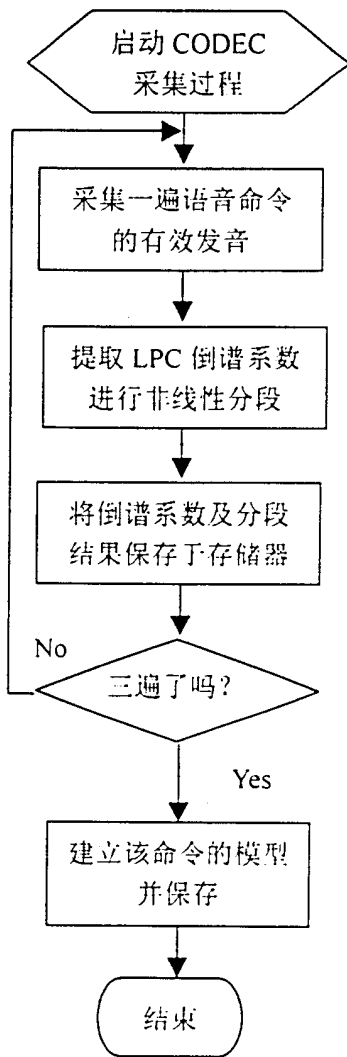 启动 CODEC
采集过程
采集一遍语音命令
的有效发音
提取 LPC 倒谱系数
进行非线性分段
将倒谱系数及分段
结果保存于存储器
No
三遍了吗?
Yes
建立该命令的模型
并保存
结束